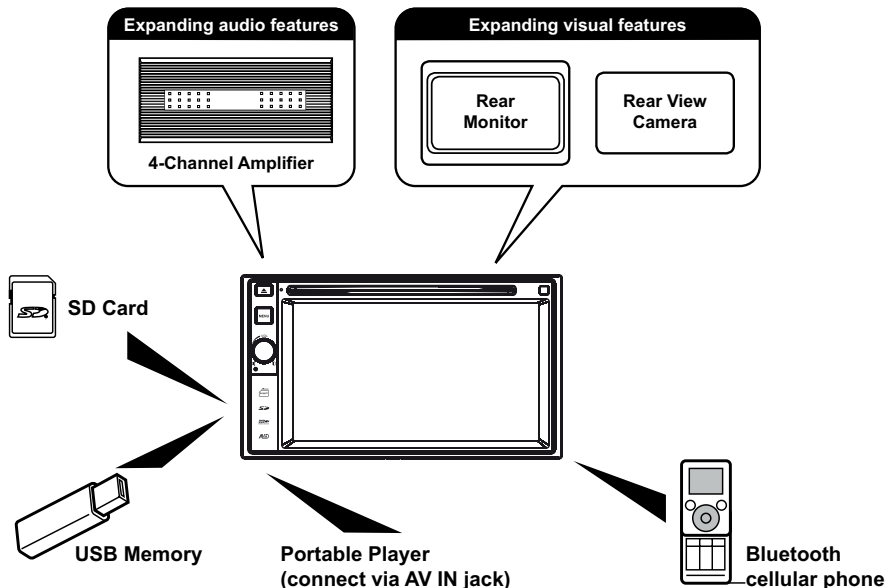 Expanding audio features
4-Channel Amplifier
Expanding visual features
Rear
Monitor
Rear View
Camera
SD Card
MENU
USB Memory
Portable Player
(connect via AV IN jack)
Bluetooth
cellular phone